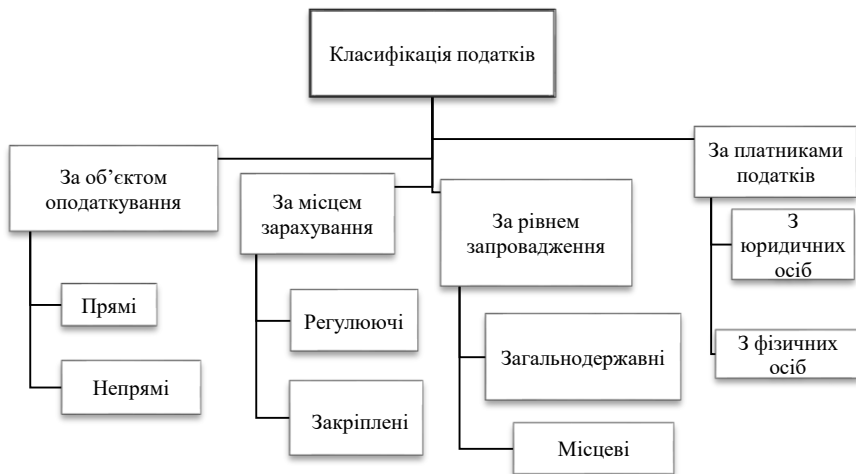 Класифікація податків
За об’єктом
оподаткування
Прямі
Непрямі
За місцем
зарахування
Регулюючі
Закріплені
За рівнем
запровадження
Загальнодержавні
Місцеві
За платниками
податків
З
юридичних
осіб
З фізичних
осіб